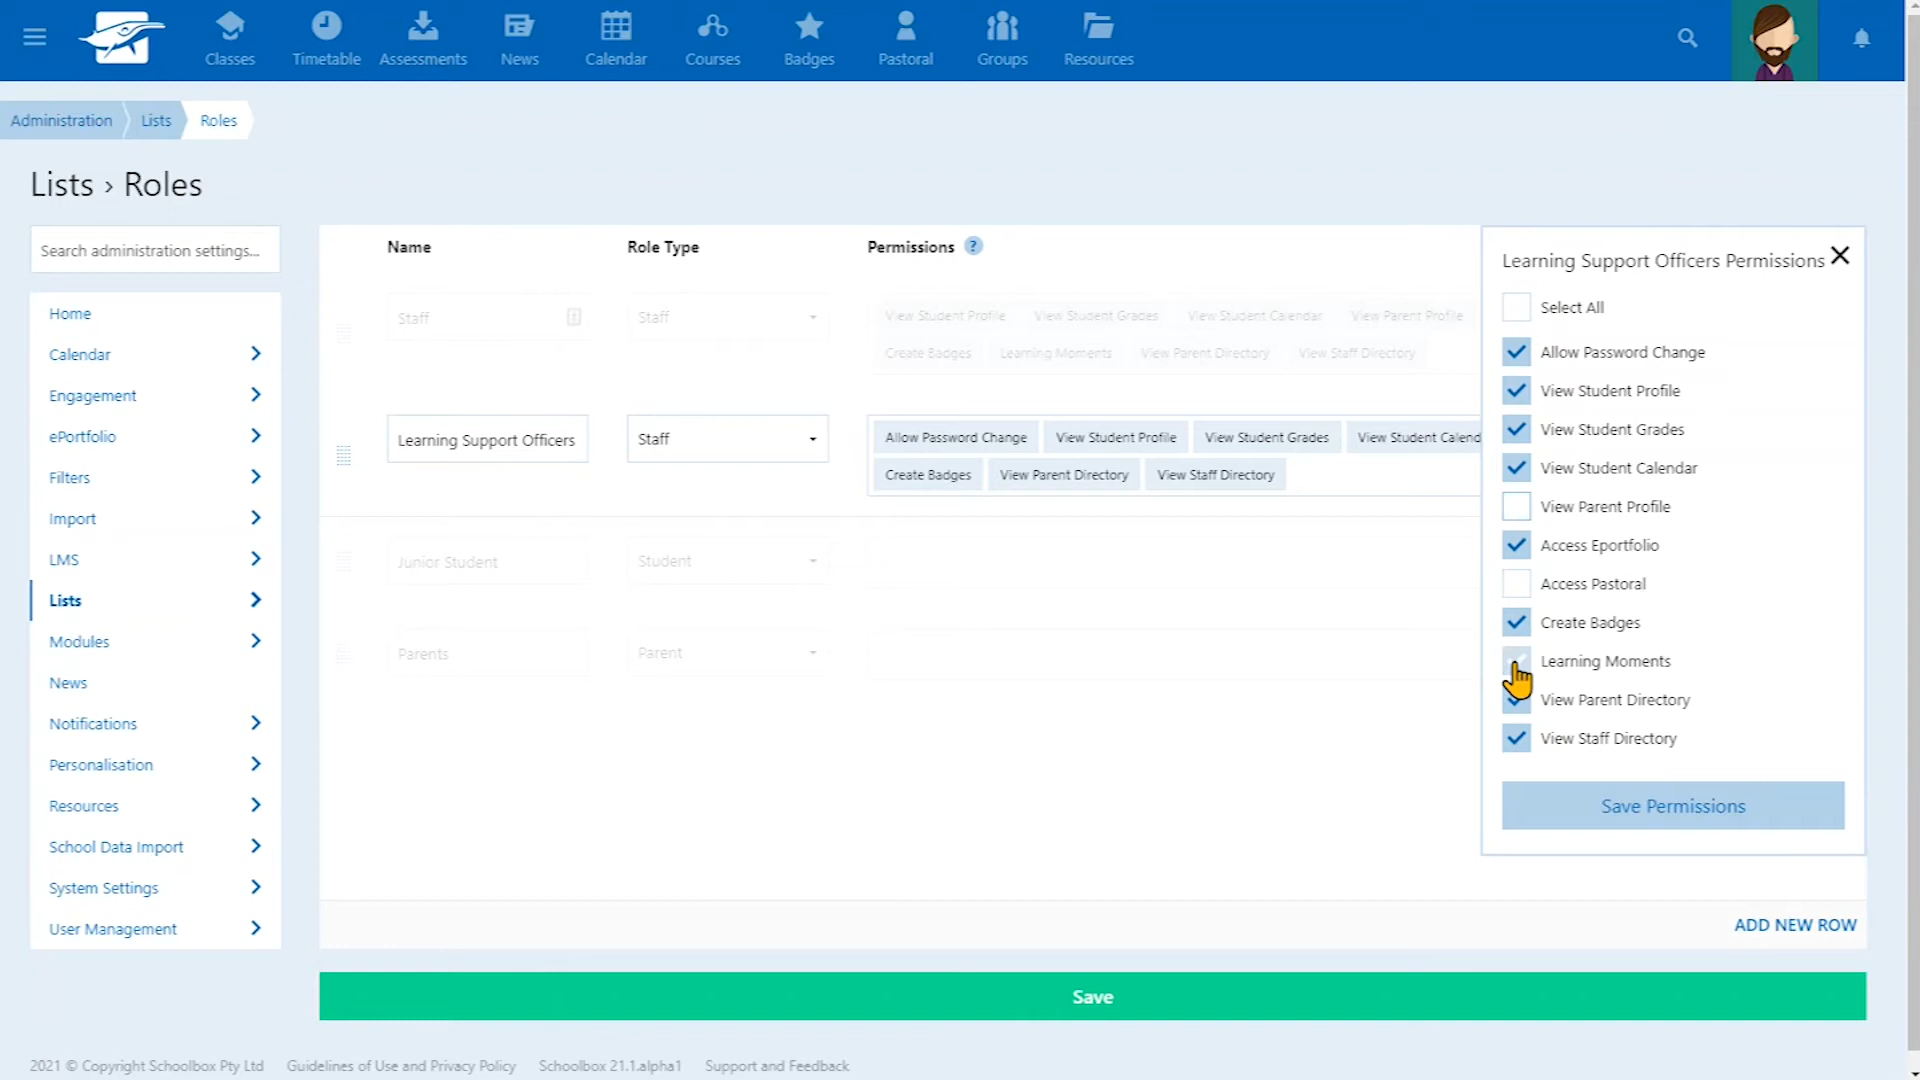 Classes
Timetable
Assessments
News
Calendar
Courses
Badges
Pastoral
Groups
Resources
Administration
Lists
Roles
Lists › Roles
Search administration settings...
Home
Calendar
Engagement
ePortfolio
Filters
Import
LMS
Lists
Modules
News
Notifications
Personalisation
Resources
School Data Import
System Settings
User Management
Name
Role Type
Permissions ?
Staff
Staff
View Student Profile
View Student Grades
View Student Calendar
View Parent Profile
Create Badges
Learning Moments
View Parent Directory
View Staff Directory
Learning Support Officers
Staff
Allow Password Change
View Student Profile
View Student Grades
View Student Calend
Create Badges
View Parent Directory
View Staff Directory
Junior Student
Student
Parents
Parent
Learning Support Officers Permissions
Select All
Allow Password Change
View Student Profile
View Student Grades
View Student Calendar
View Parent Profile
Access Eportfolio
Access Pastoral
Create Badges
Learning Moments
View Parent Directory
View Staff Directory
Save Permissions
ADD NEW ROW
Save
2021 © Copyright Schoolbox Pty Ltd
Guidelines of Use and Privacy Policy
Schoolbox 21.1.alpha1
Support and Feedback